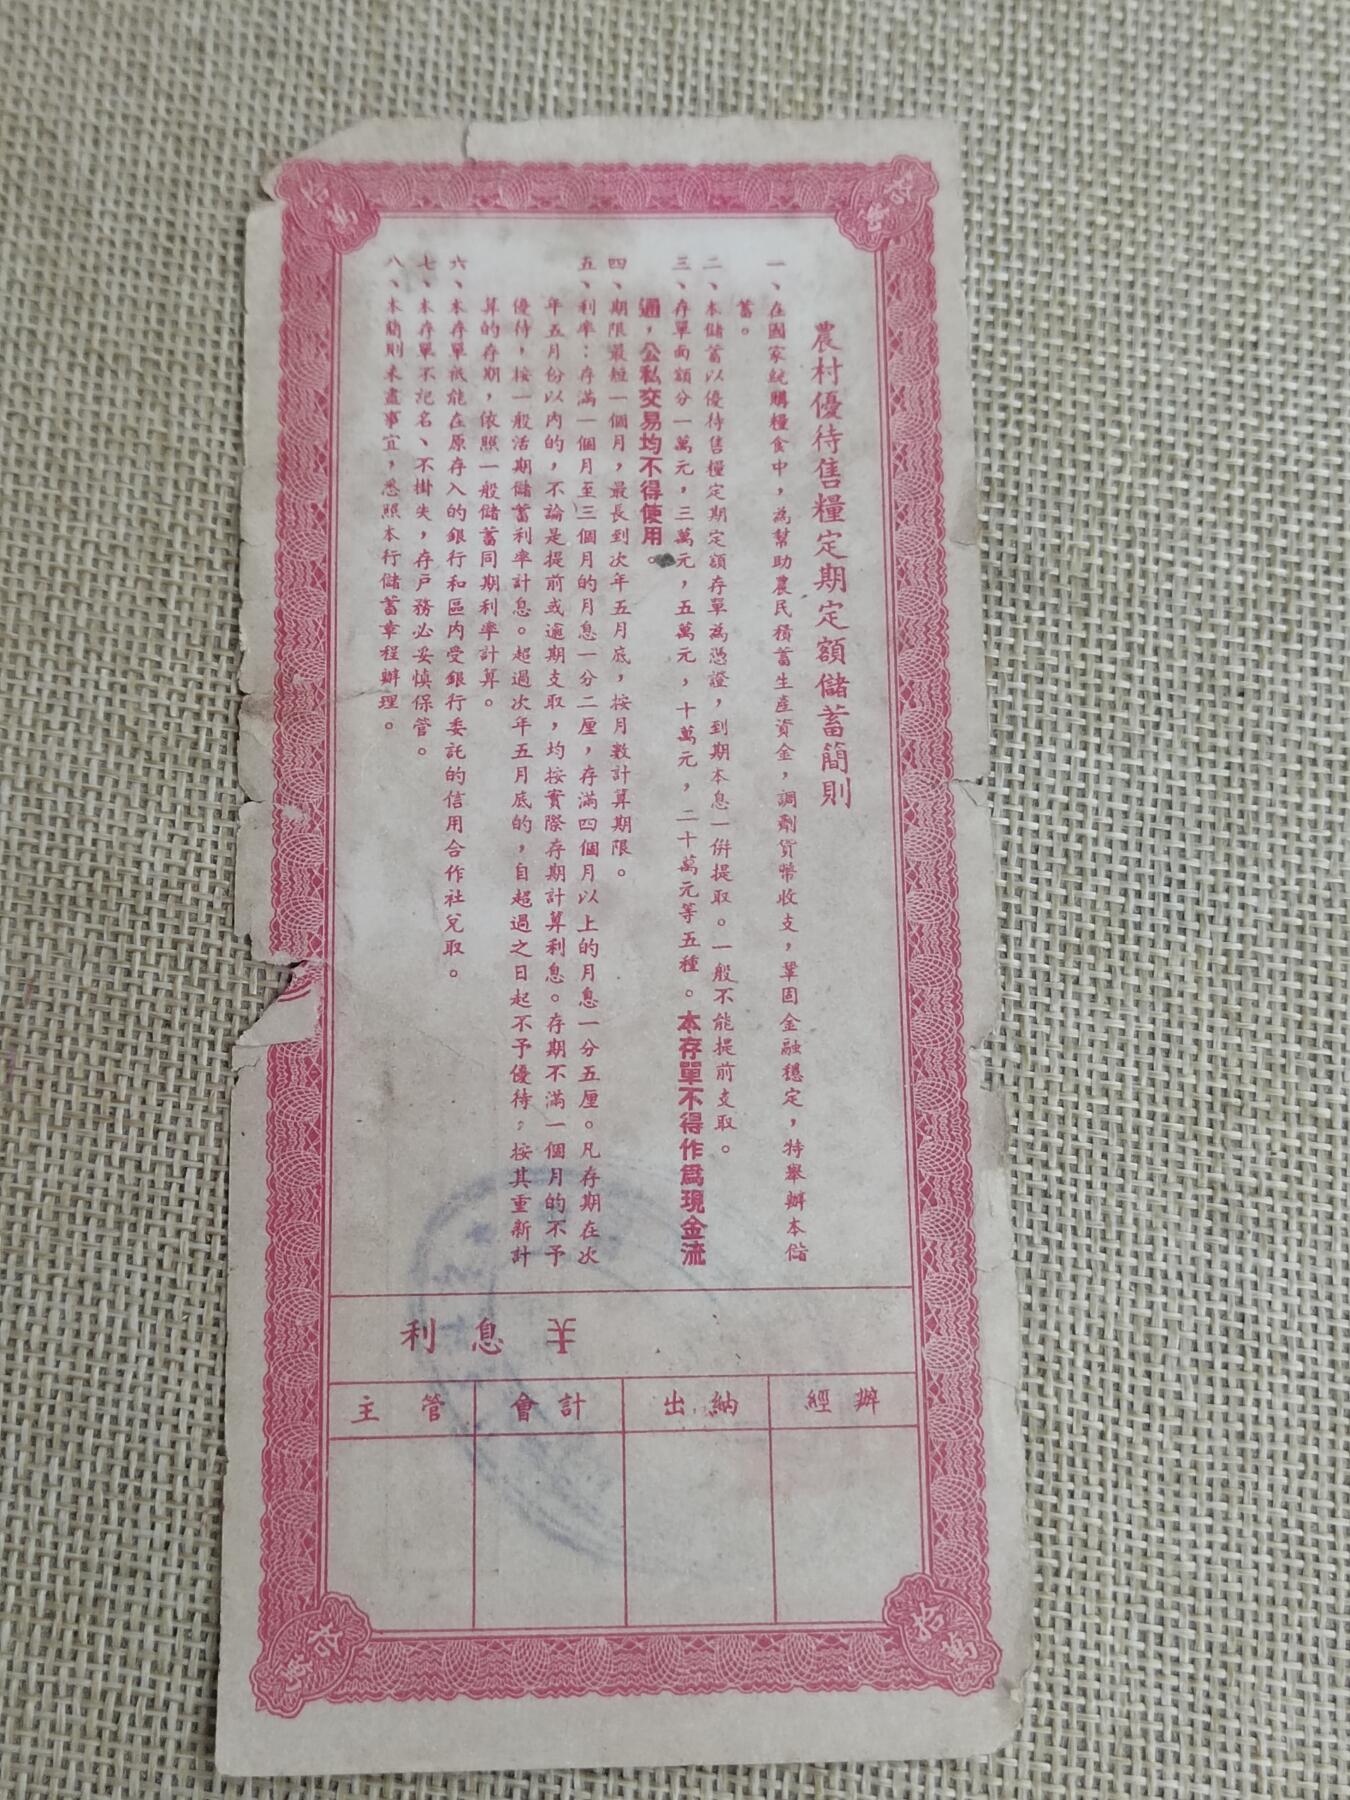 農村優待售糧定期定額儲蓄簡則
一、在國家統購糧食中，為幫助農民積蓄生產資金，調劑貨幣收支，鞏固金融穩定，特舉辦本儲
蓄。
二、本儲蓄以優待售糧定期定額存單為憑證，到期本息一併提取。一般不能提前支取。
三、存單面額分一萬元，三萬元，五萬元，十萬元，二十萬元等五種。本存單不得作爲現金流
通，公私交易均不得使用。
四、期限最短一個月，最長到次年五月底，按月數計算期限。
五、利率：存滿一個月至三個月的月息一分二厘，存滿四個月以上的月息一分五厘。凡存期在次
年五月份以內的，不論是提前或逾期支取，均按實際存期計算利息。存期不滿一個月的不予
優待，按一般活期儲蓄利率計息。超過次年五月底的，自超過之日起不予優待，按其重新計
算的存期，依照一般儲蓄同期利率計算。
六、本存單祇能在原存入的銀行和區內受銀行委託的信用合作社兌取。
七、本存單不記名、不掛失，存戶務必妥慎保管。
八、本簡則未盡事宜，悉照本行儲蓄章程辦理。
利息￥
主管 會計 出納 經辦
拾萬
拾萬
拾萬
拾萬